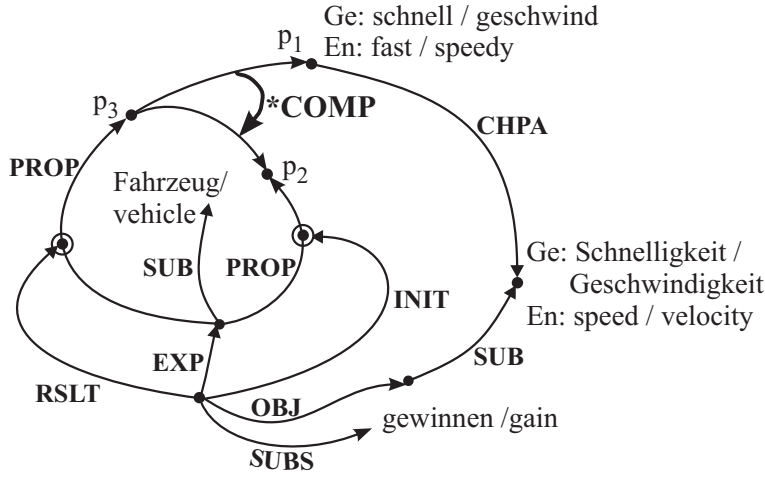 Ge: schnell / geschwind
p1
En: fast / speedy
*COMP
p3
CHPA
PROP
p2
Fahrzeug/
vehicle
SUB
PROP
Ge: Schnelligkeit /
Geschwindigkeit
En: speed / velocity
INIT
EXP
SUB
RSLT
OBJ
gewinnen /gain
SUBS